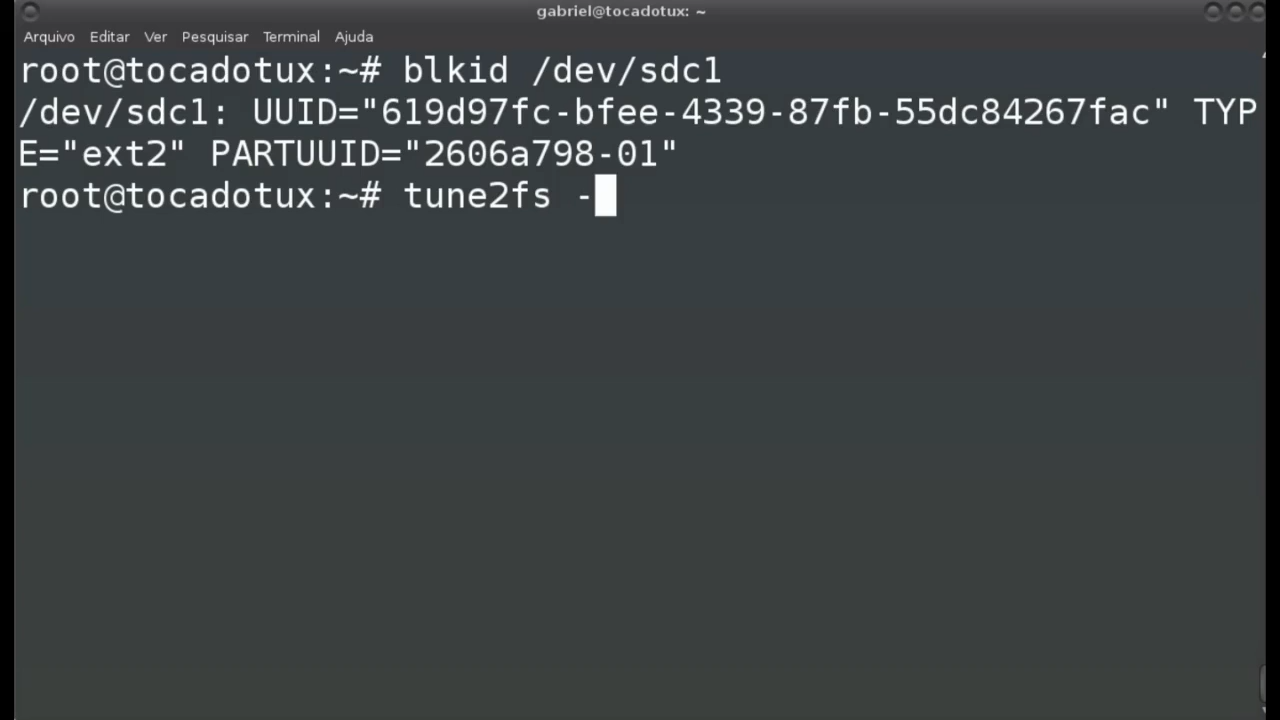 gabriel@tocadotux: ~
Arquivo Editar Ver Pesquisar Terminal Ajuda
root@tocadotux:~# blkid /dev/sdc1
/dev/sdc1: UUID="619d97fc-bfee-4339-87fb-55dc84267fac" TYP
E="ext2" PARTUUID="2606a798-01"
root@tocadotux:~# tune2fs -